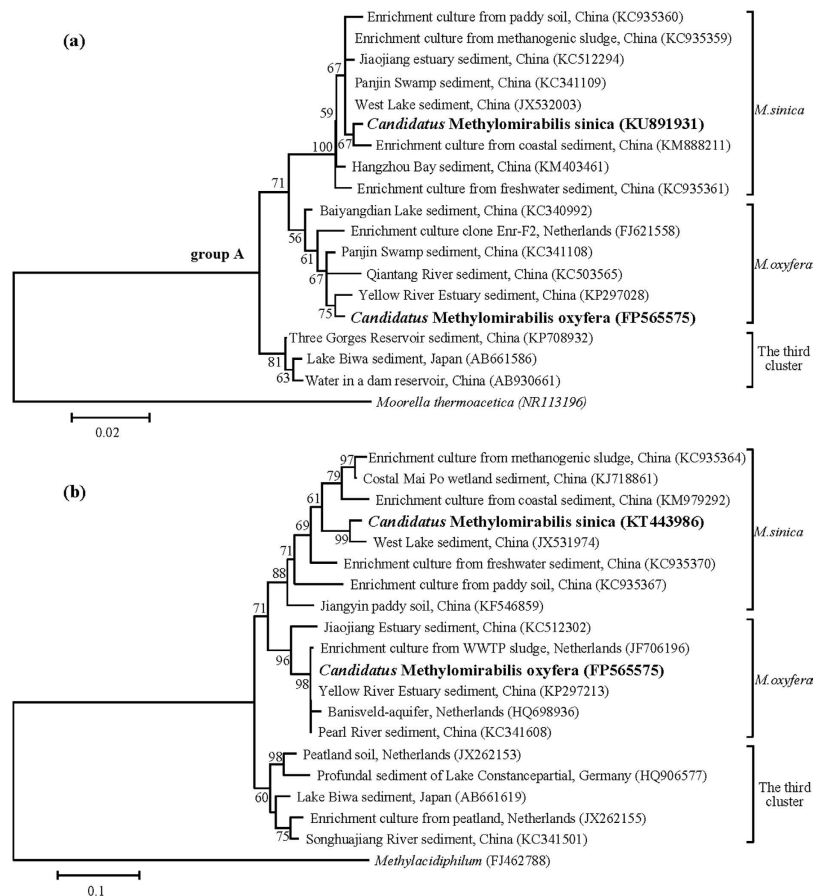 (a)
Enrichment culture from paddy soil, China (KC935360)
Enrichment culture from methanogenic sludge, China (KC935359)
Jiaojiang estuary sediment, China (KC512294)
Panjin Swamp sediment, China (KC341109)
West Lake sediment, China (JX532003)
Candidatus Methylomirabilis sinica (KU891931)
Enrichment culture from coastal sediment, China (KM888211)
Hangzhou Bay sediment, China (KM403461)
Enrichment culture from freshwater sediment, China (KC935361)
M.sinica
67
59
67
100
71
Baiyangdian Lake sediment, China (KC340992)
Enrichment culture clone Enr-F2, Netherlands (FJ621558)
Panjin Swamp sediment, China (KC341108)
Qiantang River sediment, China (KC503565)
Yellow River Estuary sediment, China (KP297028)
Candidatus Methylomirabilis oxyfera (FP565575)
M.oxyfera
56
61
67
75
group A
Three Gorges Reservoir sediment, China (KP708932)
Lake Biwa sediment, Japan (AB661586)
Water in a dam reservoir, China (AB930661)
The third
cluster
81
63
Moorella thermoacetica (NR113196)
0.02
(b)
Enrichment culture from methanogenic sludge, China (KC935364)
Costal Mai Po wetland sediment, China (KJ718861)
Enrichment culture from coastal sediment, China (KM979292)
Candidatus Methylomirabilis sinica (KT443986)
West Lake sediment, China (JX531974)
Enrichment culture from freshwater sediment, China (KC935370)
Enrichment culture from paddy soil, China (KC935367)
Jiangyin paddy soil, China (KF546859)
M.sinica
97
79
61
99
69
71
88
71
Jiaojiang Estuary sediment, China (KC512302)
Enrichment culture from WWTP sludge, Netherlands (JF706196)
Candidatus Methylomirabilis oxyfera (FP565575)
Yellow River Estuary sediment, China (KP297213)
Banisveld-aquifer, Netherlands (HQ698936)
Pearl River sediment, China (KC341608)
M.oxyfera
96
98
Peatland soil, Netherlands (JX262153)
Profundal sediment of Lake Constancepartial, Germany (HQ906577)
Lake Biwa sediment, Japan (AB661619)
Enrichment culture from peatland, Netherlands (JX262155)
Songhuajiang River sediment, China (KC341501)
The third
cluster
98
60
75
Methylacidiphilum (FJ462788)
0.1